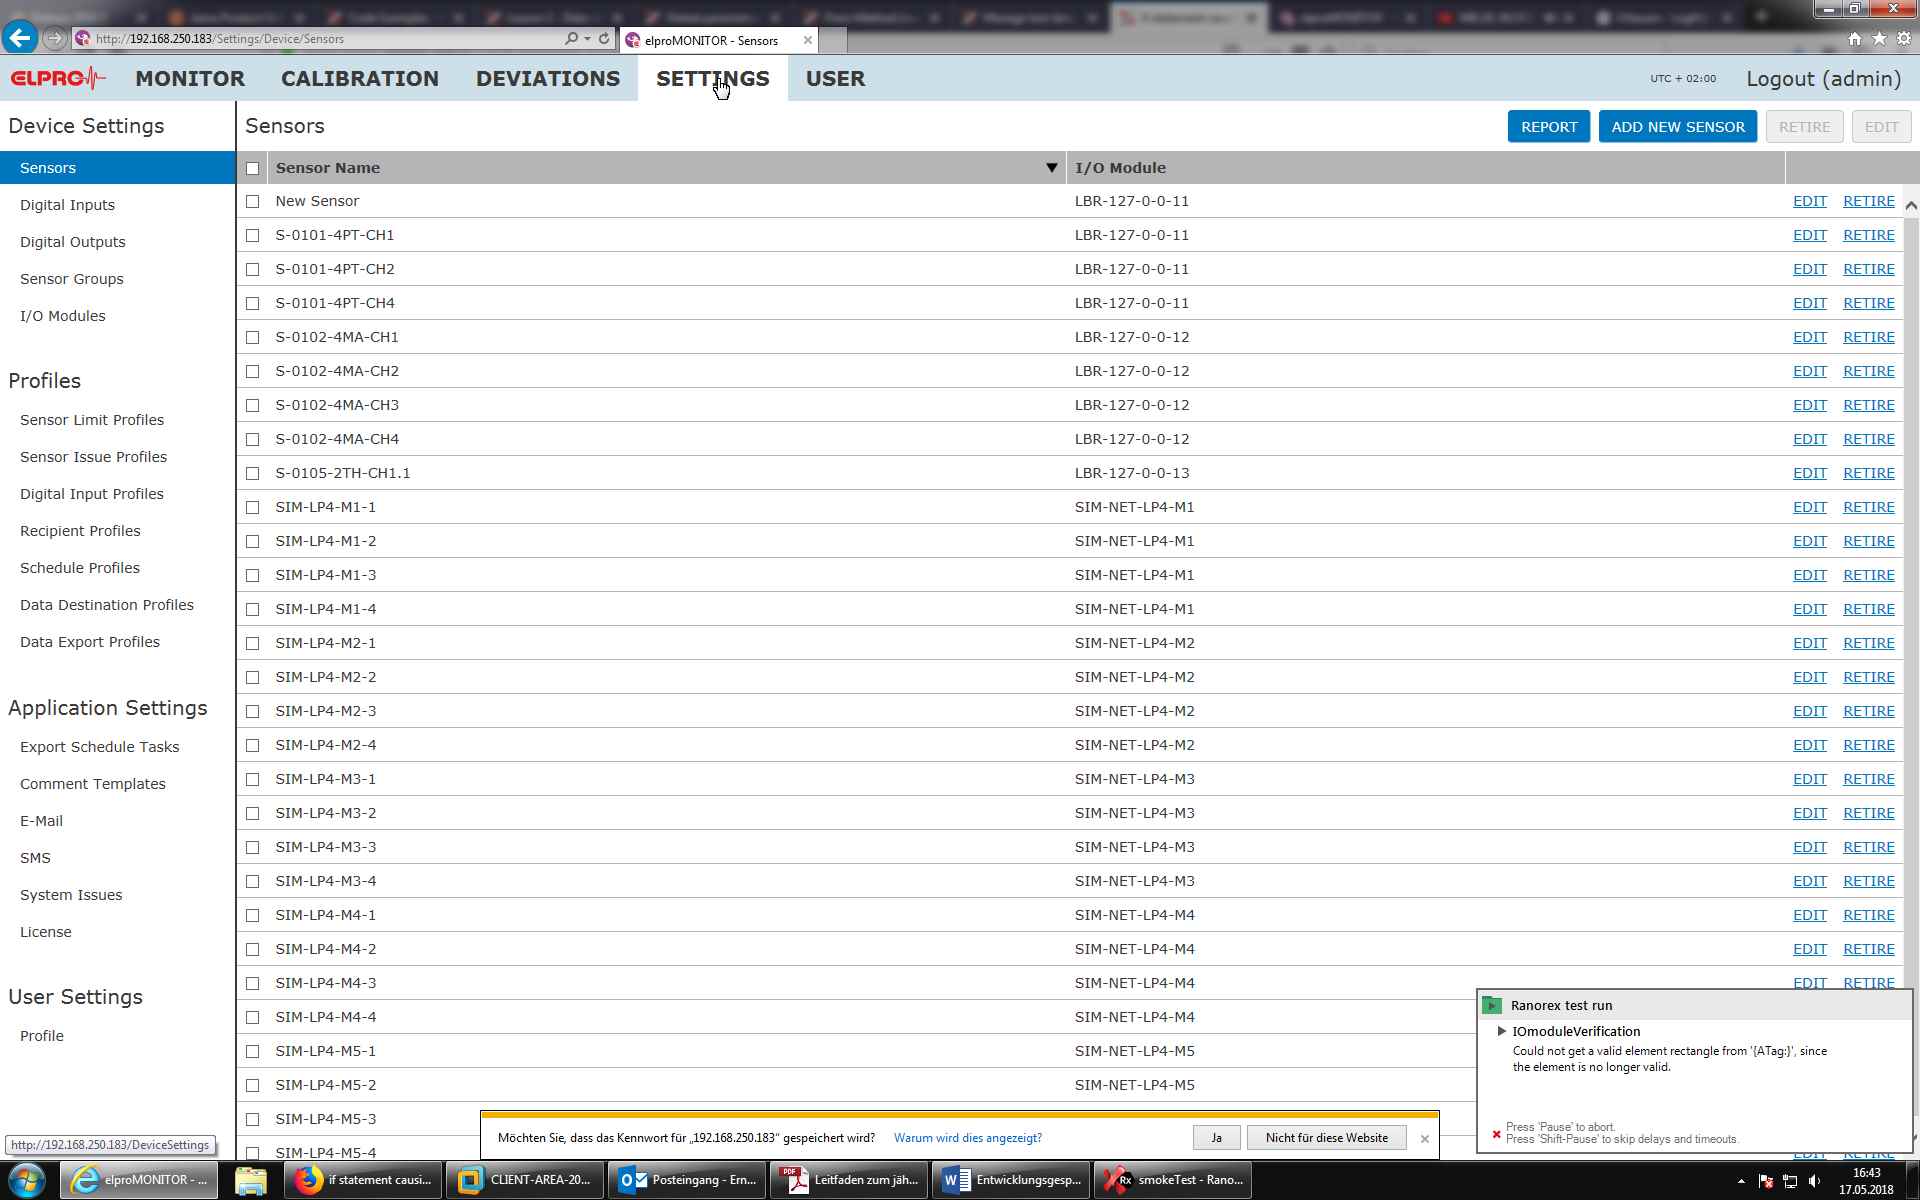 http://192.168.250.183/Settings/Device/Sensors
elproMONITOR - Sensors
ELPRO MONITOR CALIBRATION DEVIATIONS SETTINGS USER UTC + 02:00 Logout (admin)
Device Settings
Sensors
Digital Inputs
Digital Outputs
Sensor Groups
I/O Modules
Profiles
Sensor Limit Profiles
Sensor Issue Profiles
Digital Input Profiles
Recipient Profiles
Schedule Profiles
Data Destination Profiles
Data Export Profiles
Application Settings
Export Schedule Tasks
Comment Templates
E-Mail
SMS
System Issues
License
User Settings
Profile
http://192.168.250.183/DeviceSettings
Sensors REPORT ADD NEW SENSOR RETIRE EDIT
Sensor Name I/O Module
New Sensor LBR-127-0-0-11 EDIT RETIRE
S-0101-4PT-CH1 LBR-127-0-0-11 EDIT RETIRE
S-0101-4PT-CH2 LBR-127-0-0-11 EDIT RETIRE
S-0101-4PT-CH4 LBR-127-0-0-11 EDIT RETIRE
S-0102-4MA-CH1 LBR-127-0-0-12 EDIT RETIRE
S-0102-4MA-CH2 LBR-127-0-0-12 EDIT RETIRE
S-0102-4MA-CH3 LBR-127-0-0-12 EDIT RETIRE
S-0102-4MA-CH4 LBR-127-0-0-12 EDIT RETIRE
S-0105-2TH-CH1.1 LBR-127-0-0-13 EDIT RETIRE
SIM-LP4-M1-1 SIM-NET-LP4-M1 EDIT RETIRE
SIM-LP4-M1-2 SIM-NET-LP4-M1 EDIT RETIRE
SIM-LP4-M1-3 SIM-NET-LP4-M1 EDIT RETIRE
SIM-LP4-M1-4 SIM-NET-LP4-M1 EDIT RETIRE
SIM-LP4-M2-1 SIM-NET-LP4-M2 EDIT RETIRE
SIM-LP4-M2-2 SIM-NET-LP4-M2 EDIT RETIRE
SIM-LP4-M2-3 SIM-NET-LP4-M2 EDIT RETIRE
SIM-LP4-M2-4 SIM-NET-LP4-M2 EDIT RETIRE
SIM-LP4-M3-1 SIM-NET-LP4-M3 EDIT RETIRE
SIM-LP4-M3-2 SIM-NET-LP4-M3 EDIT RETIRE
SIM-LP4-M3-3 SIM-NET-LP4-M3 EDIT RETIRE
SIM-LP4-M3-4 SIM-NET-LP4-M3 EDIT RETIRE
SIM-LP4-M4-1 SIM-NET-LP4-M4 EDIT RETIRE
SIM-LP4-M4-2 SIM-NET-LP4-M4 EDIT RETIRE
SIM-LP4-M4-3 SIM-NET-LP4-M4 EDIT RETIRE
SIM-LP4-M4-4 SIM-NET-LP4-M4
SIM-LP4-M5-1 SIM-NET-LP4-M5
SIM-LP4-M5-2 SIM-NET-LP4-M5
SIM-LP4-M5-3
SIM-LP4-M5-4 EDIT RETIRE
Ranorex test run
IOmoduleVerification
Could not get a valid element rectangle from '{ATag:}', since
the element is no longer valid.
Press 'Pause' to abort.
Press 'Shift-Pause' to skip delays and timeouts.
Möchten Sie, dass das Kennwort für „192.168.250.183“ gespeichert wird? Warum wird dies angezeigt? Ja Nicht für diese Website
elproMONITOR - ...
if statement causi...
CLIENT-AREA-20...
Posteingang - Ern...
Leitfaden zum jäh...
Entwicklungsgesp...
smokeTest - Rano...
16:43
17.05.2018